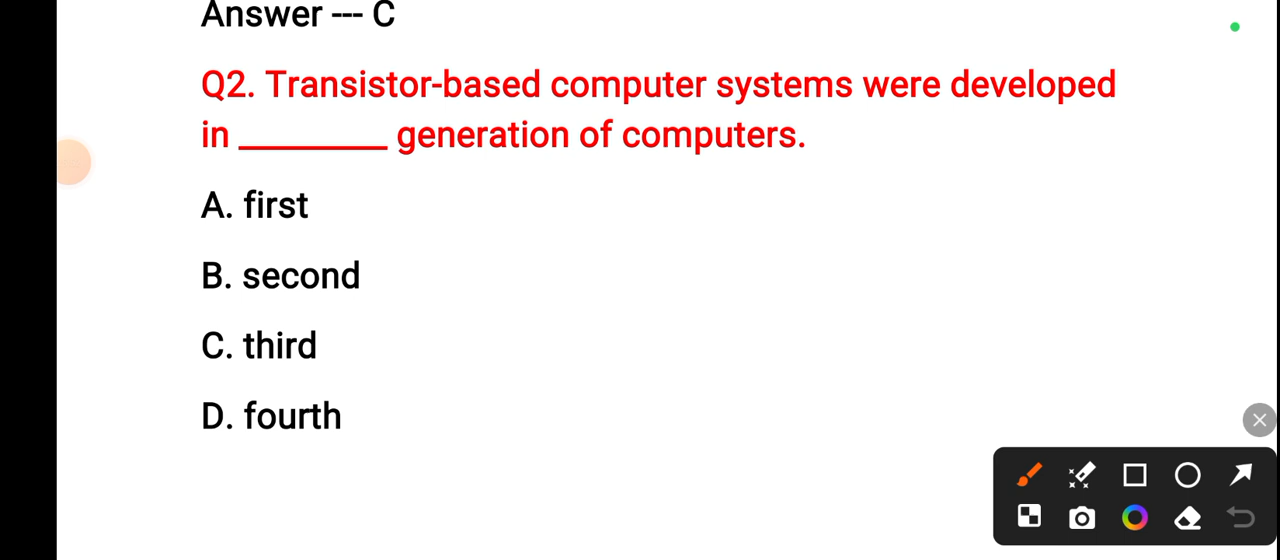 Answer --- C
Q2. Transistor-based computer systems were developed
in ________ generation of computers.
A. first
B. second
C. third
D. fourth